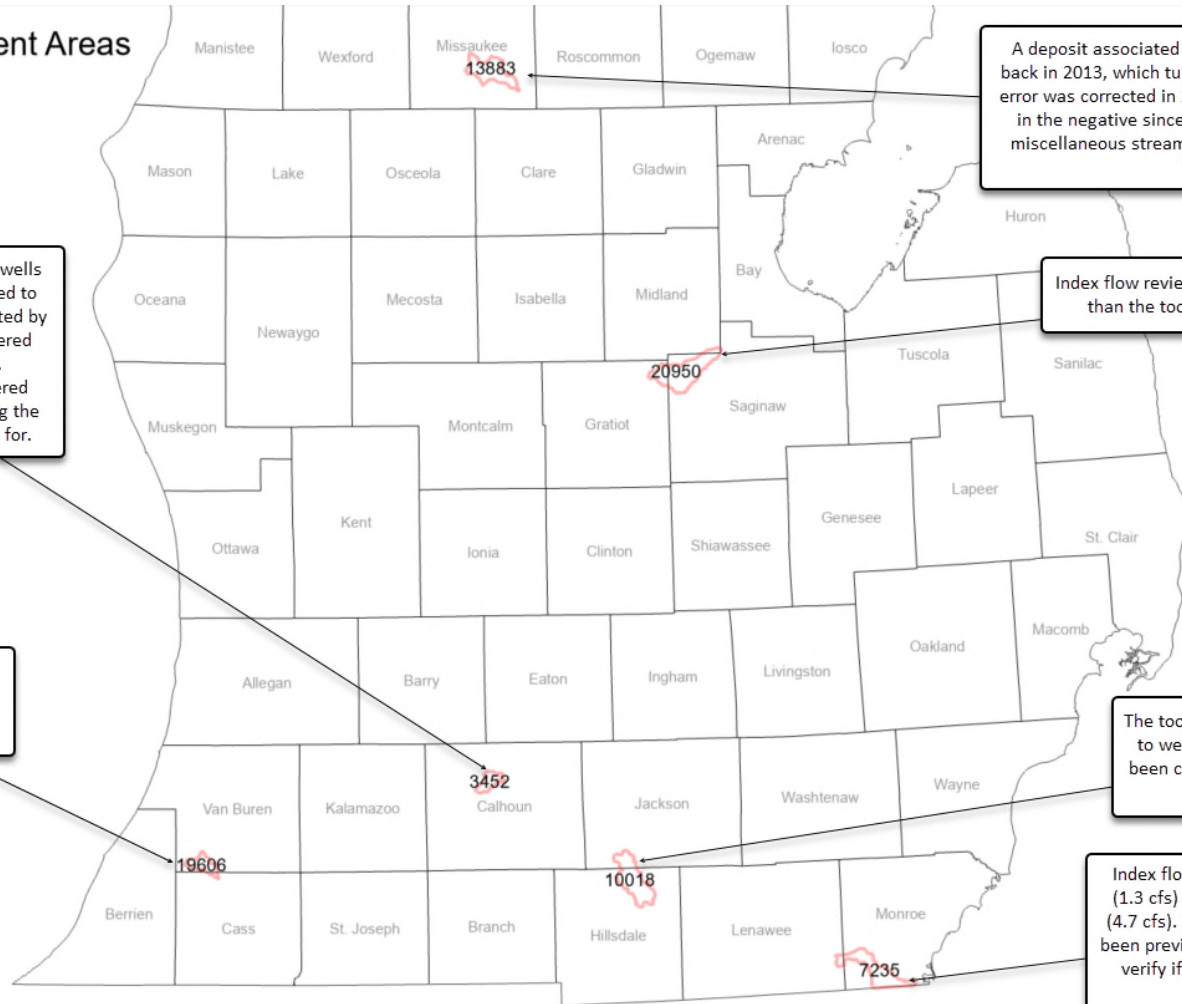 ent Areas
Manistee
Wexford
Missaukee
13883
Roscommon
Ogemaw
Iosco
A deposit associated
back in 2013, which tu
error was corrected in
in the negative since
miscellaneous stream
Arenac
Mason
Lake
Osceola
Clare
Gladwin
Huron
wells
ed to
ted by
ered
ered
g the
for.
Oceana
Newaygo
Mecosta
Isabella
Midland
Bay
Index flow revie
than the too
20950
Tuscola
Sanilac
Muskegon
Montcalm
Gratiot
Saginaw
Kent
Lapeer
Genesee
Ottawa
Ionia
Clinton
Shiawassee
St. Clair
Allegan
Barry
Eaton
Ingham
Livingston
Oakland
Macomb
The too
to we
been c
3452
Van Buren
Kalamazoo
Calhoun
Jackson
Washtenaw
Wayne
19606
10018
Index flo
(1.3 cfs)
(4.7 cfs).
been previ
verify if
Berrien
Cass
St. Joseph
Branch
Hillsdale
Lenawee
Monroe
7235